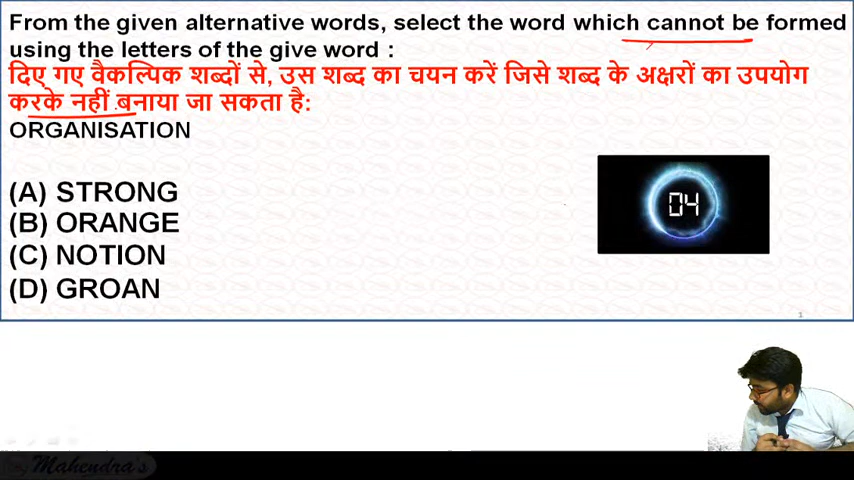 From the given alternative words, select the word which cannot be formed
using the letters of the give word :
दिए गए वैकल्पिक शब्दों से, उस शब्द का चयन करें जिसे शब्द के अक्षरों का उपयोग
करके नहीं बनाया जा सकता है:
ORGANISATION
(A) STRONG
(B) ORANGE
04
(C) NOTION
(D) GROAN
1
Mahendra's